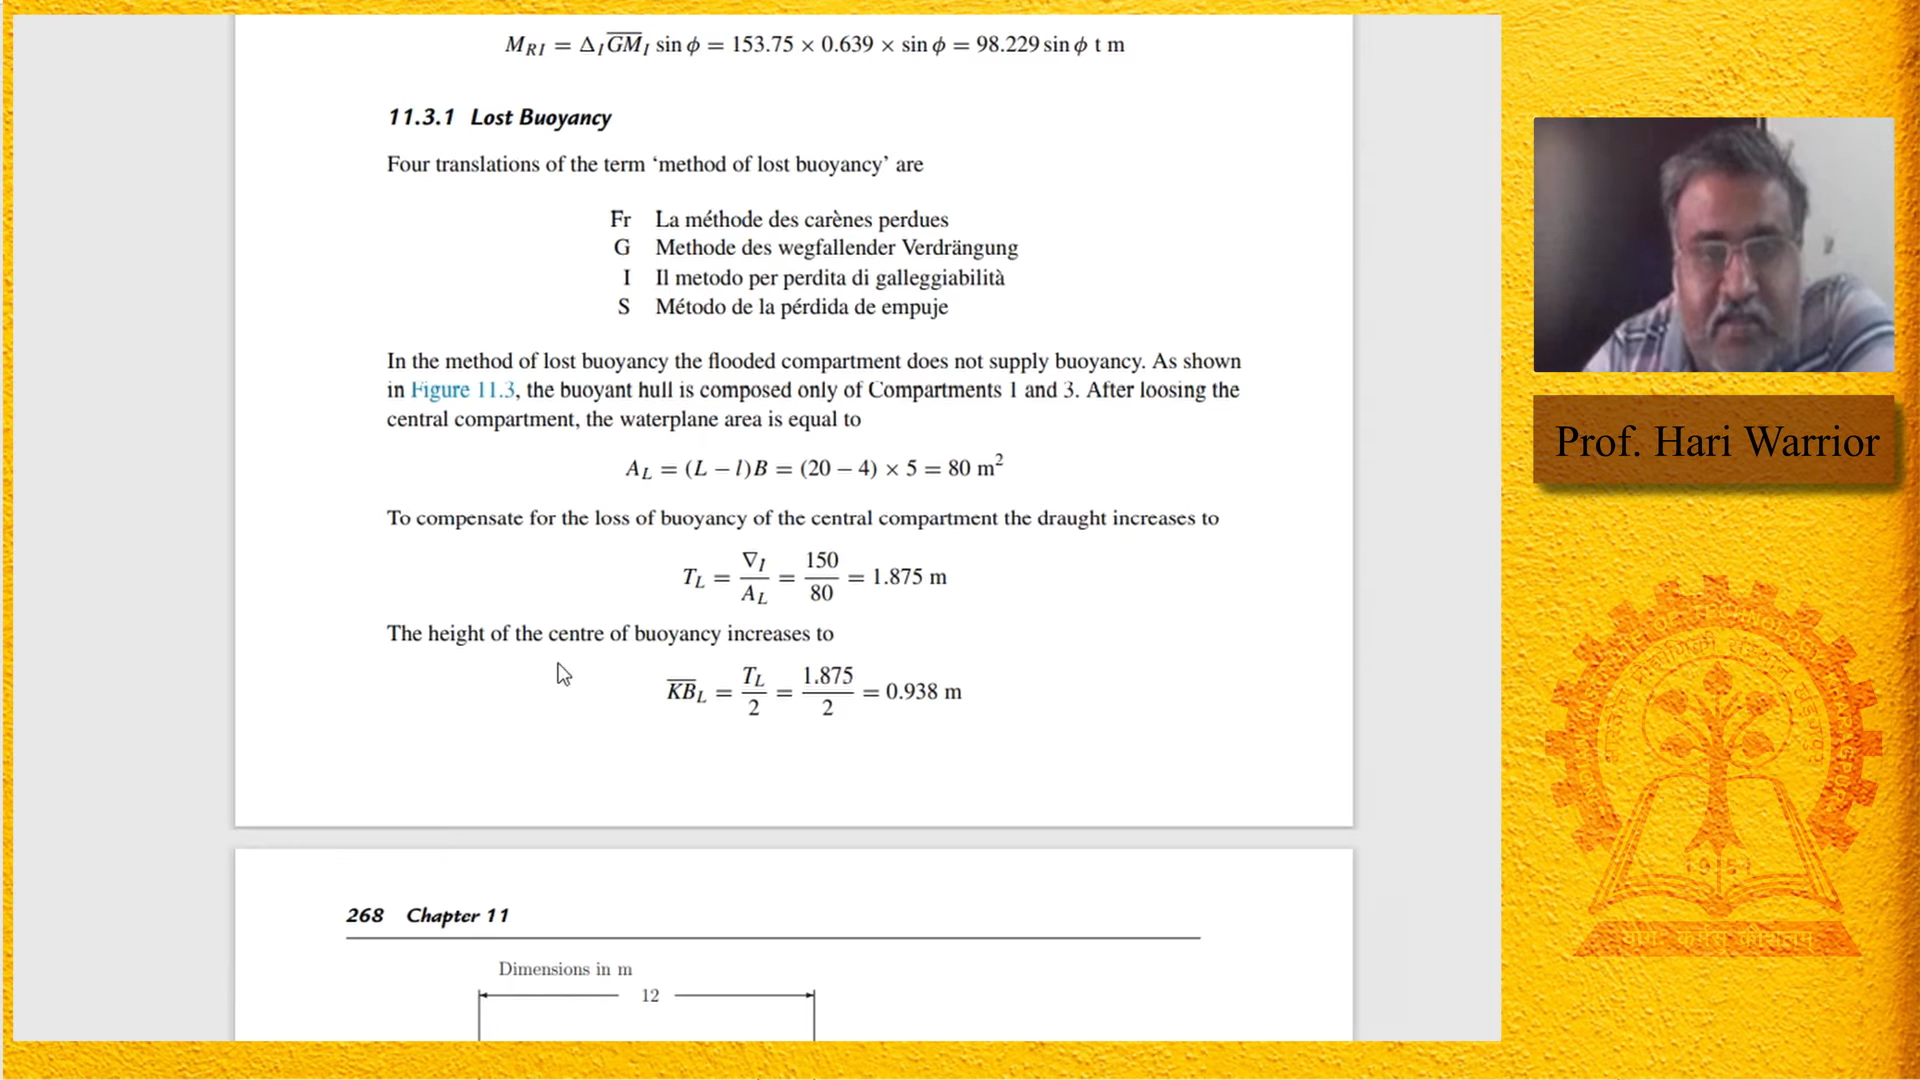 M_{RI} = Δ_I \overline{GM}_I sin ϕ = 153.75 × 0.639 × sin ϕ = 98.229 sin ϕ t m
11.3.1 Lost Buoyancy
Four translations of the term ‘method of lost buoyancy’ are
Fr La méthode des carènes perdues
G Methode des wegfallender Verdrängung
I Il metodo per perdita di galleggiabilità
S Método de la pérdida de empuje
In the method of lost buoyancy the flooded compartment does not supply buoyancy. As shown
in Figure 11.3, the buoyant hull is composed only of Compartments 1 and 3. After loosing the
central compartment, the waterplane area is equal to
A_L = (L − l)B = (20 − 4) × 5 = 80 m²
To compensate for the loss of buoyancy of the central compartment the draught increases to
T_L = ∇_I / A_L = 150 / 80 = 1.875 m
The height of the centre of buoyancy increases to
\overline{KB}_L = T_L / 2 = 1.875 / 2 = 0.938 m
268 Chapter 11
Dimensions in m
12
Prof. Hari Warrior
योगः कर्मसु कौशलम्